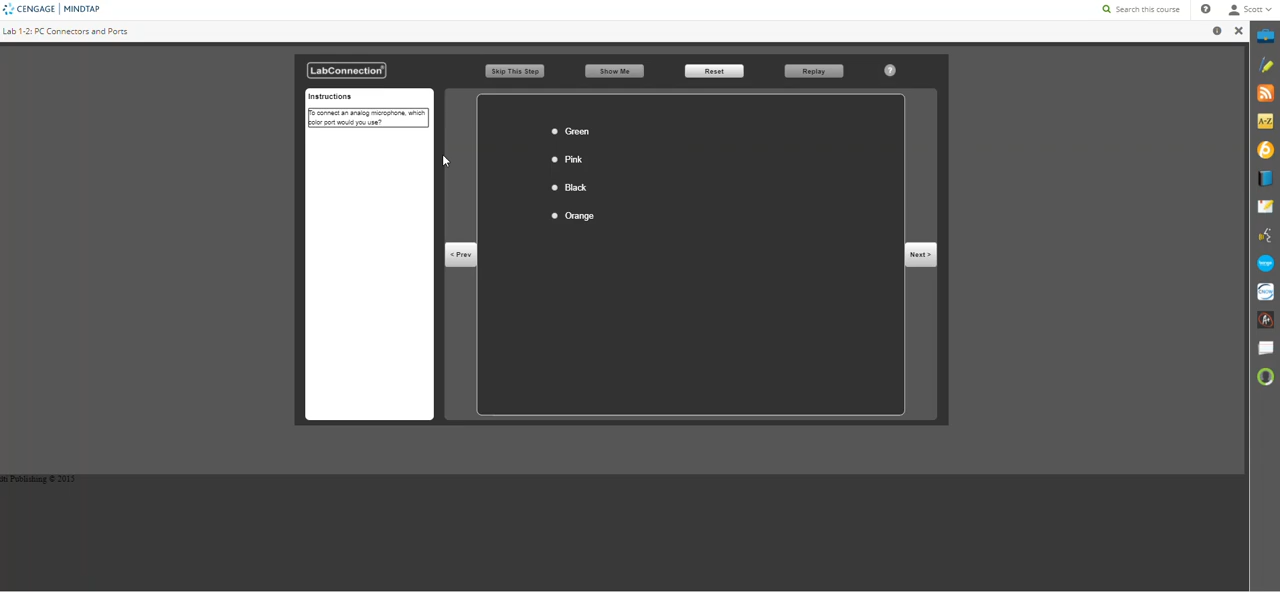 CENGAGE | MINDTAP
Search this course
Scott
Lab 1-2: PC Connectors and Ports
LabConnection
Skip This Step
Show Me
Reset
Replay
?
Instructions
To connect an analog microphone, which
color port would you use?
Green
Pink
Black
Orange
< Prev
Next >
A-Z
A+
Publishing © 2015